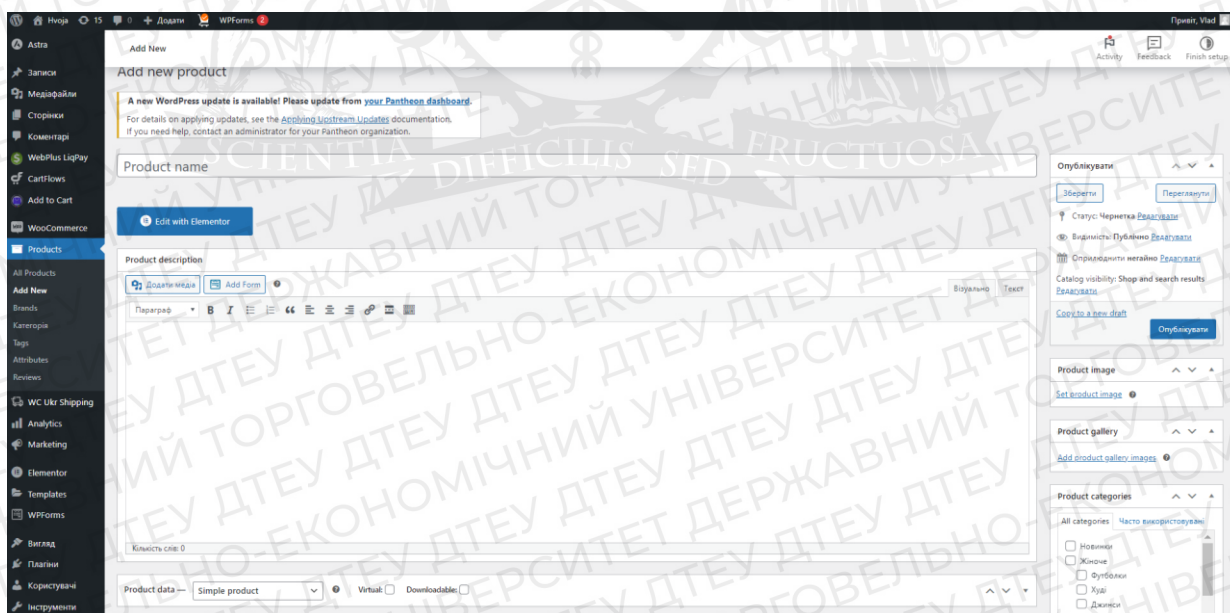 Hvoja 15 0 Додати WPForms 2 Привіт, Vlad
Astra
Записи
Медіафайли
Сторінки
Коментарі
WebPlus LiqPay
CartFlows
Add to Cart
WooCommerce
Products
All Products
Add New
Brands
Категорія
Tags
Attributes
Reviews
WC Ukr Shipping
Analytics
Marketing
Elementor
Templates
WPForms
Вигляд
Плагіни
Користувачі
Інструменти
Add New
Activity Feedback Finish setup
Add new product
A new WordPress update is available! Please update from your Pantheon dashboard.
For details on applying updates, see the Applying Upstream Updates documentation.
If you need help, contact an administrator for your Pantheon organization.
SCIENTIA DIFFICILIS SED FRUCTUOSA
Product name
Edit with Elementor
Product description
Додати медіа Add Form
Візуально Текст
Параграф B I
Кількість слів: 0
Product data — Simple product Virtual: Downloadable:
Опублікувати
Зберегти Переглянути
Статус: Чернетка Редагувати
Видимість: Публічно Редагувати
Оприлюднити негайно Редагувати
Catalog visibility: Shop and search results
Редагувати
Copy to a new draft
Опублікувати
Product image
Set product image
Product gallery
Add product gallery images
Product categories
All categories Часто використовувані
Новинки
Жіноче
Футболки
Худі
Джинси